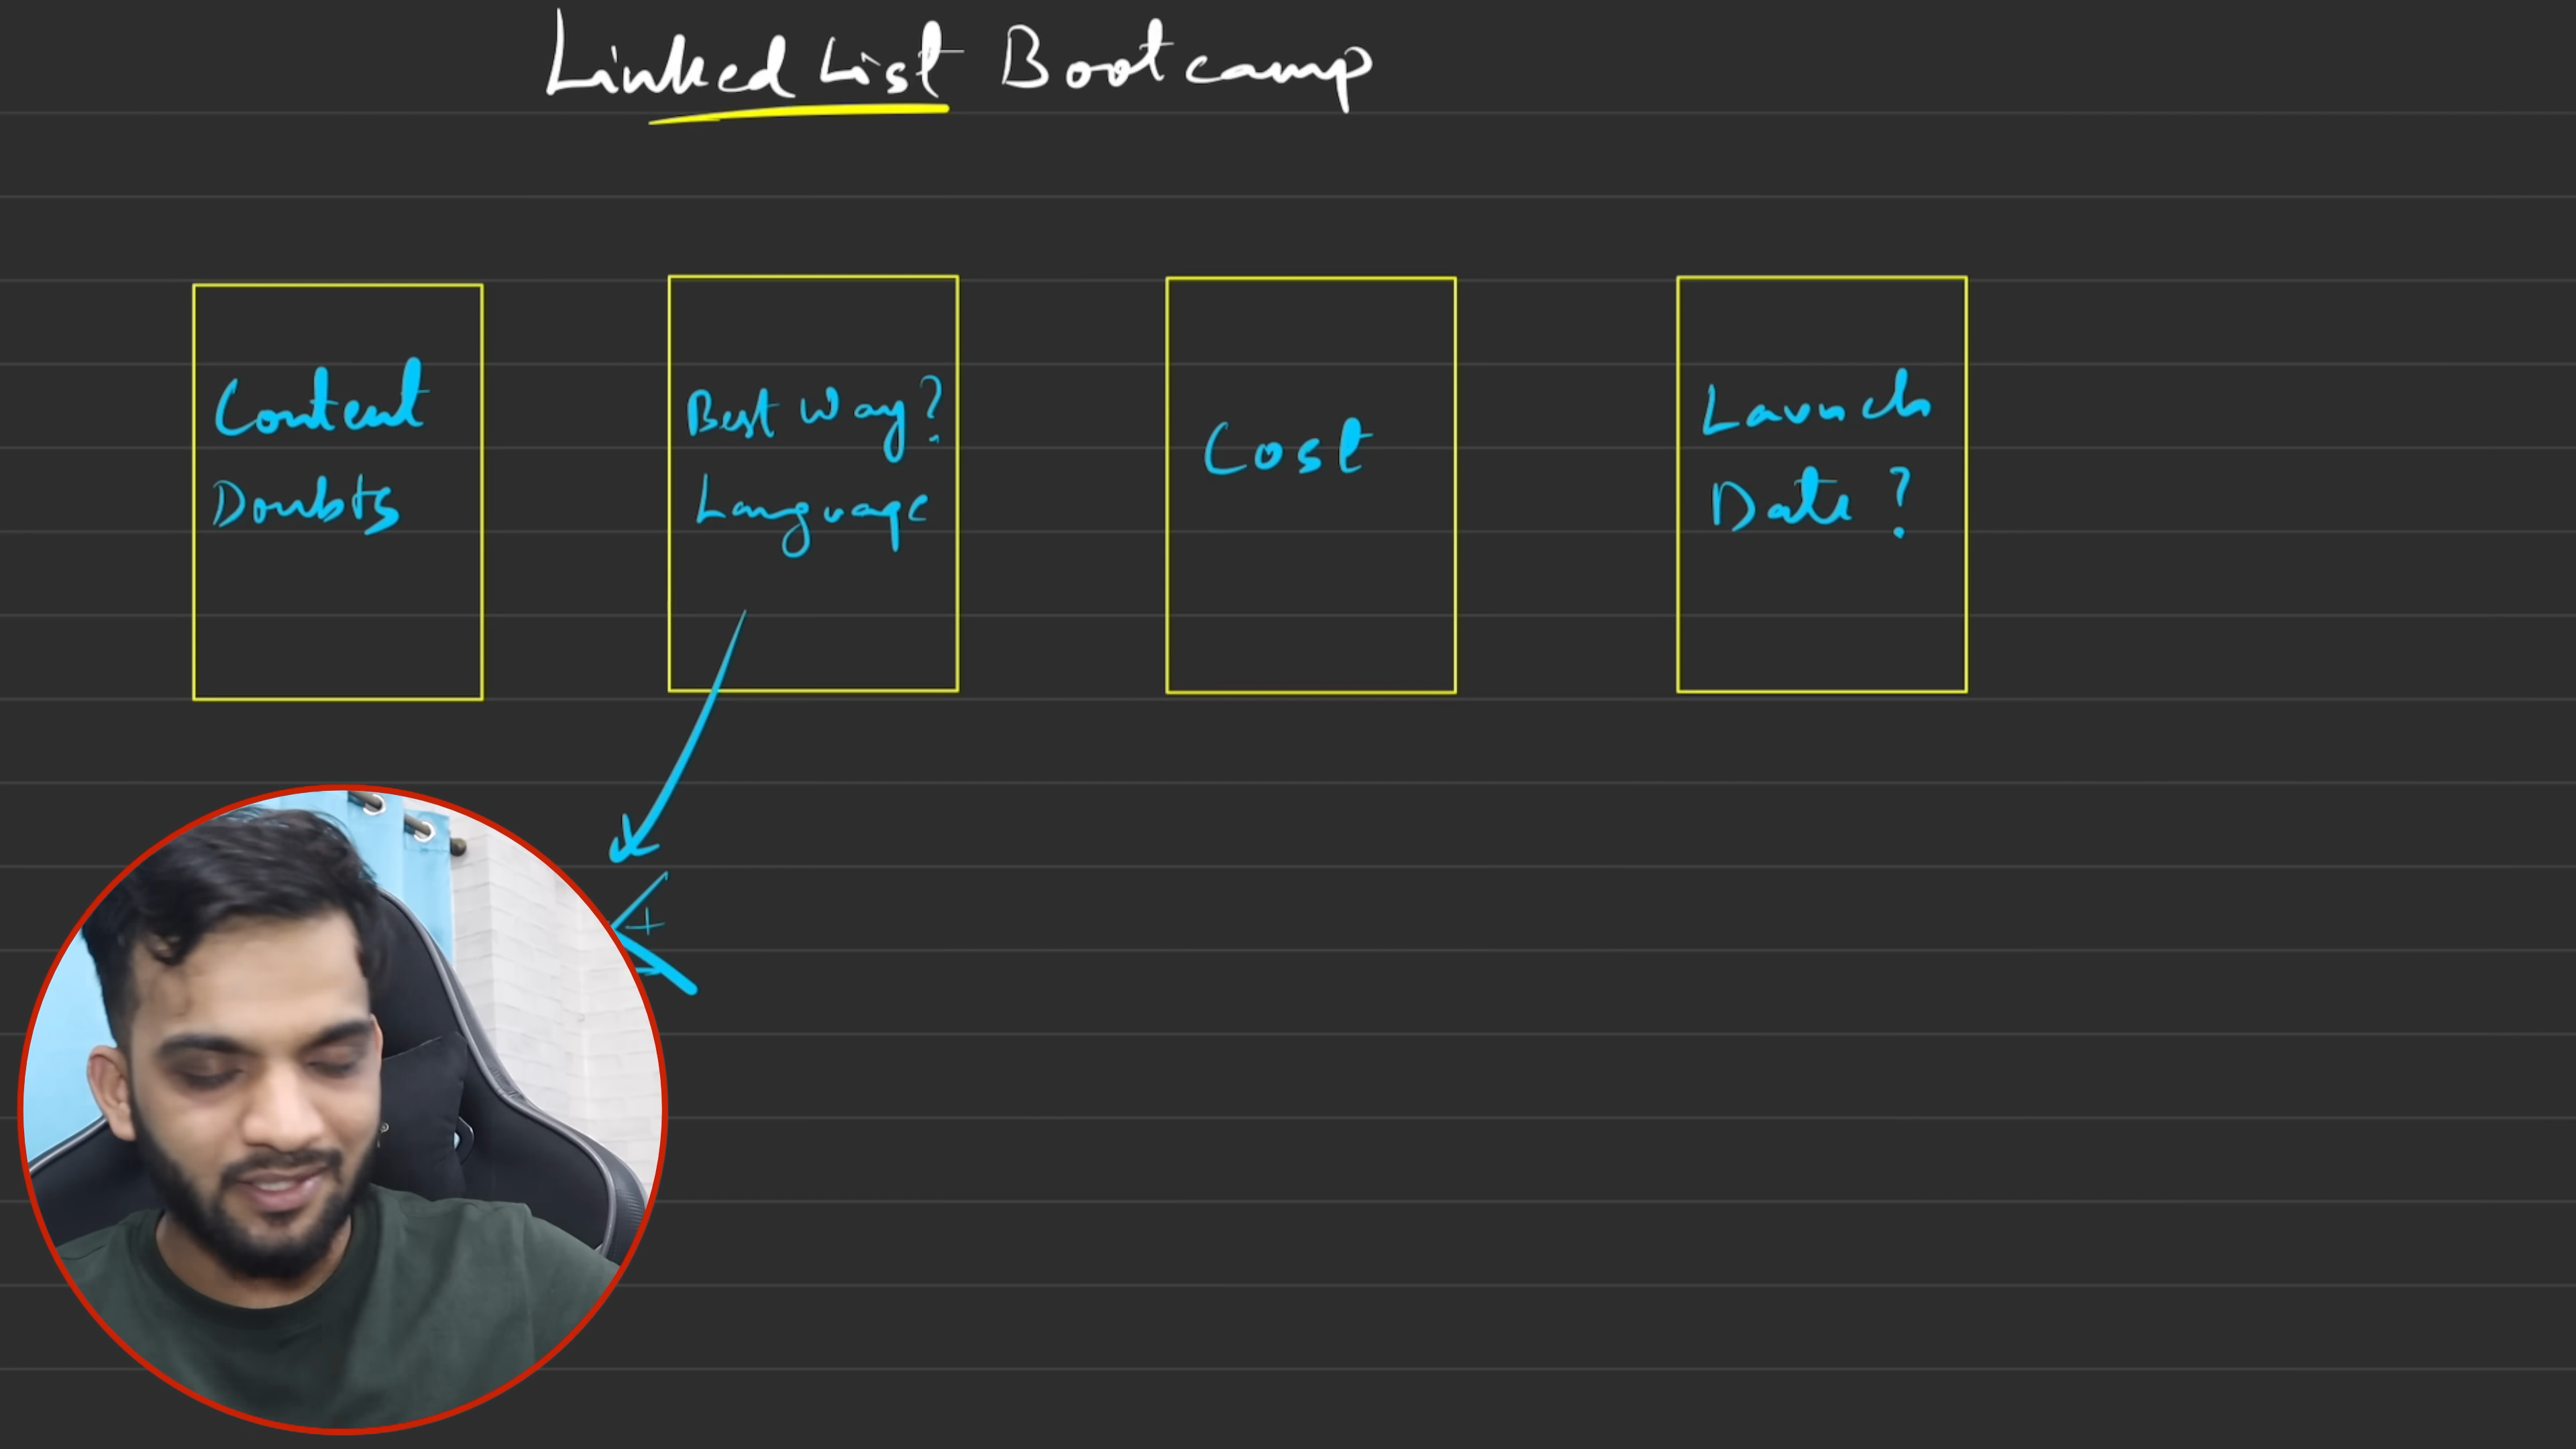 Linked List Bootcamp
Content
Doubts
Best Way?
Language
Cost
Launch
Date?